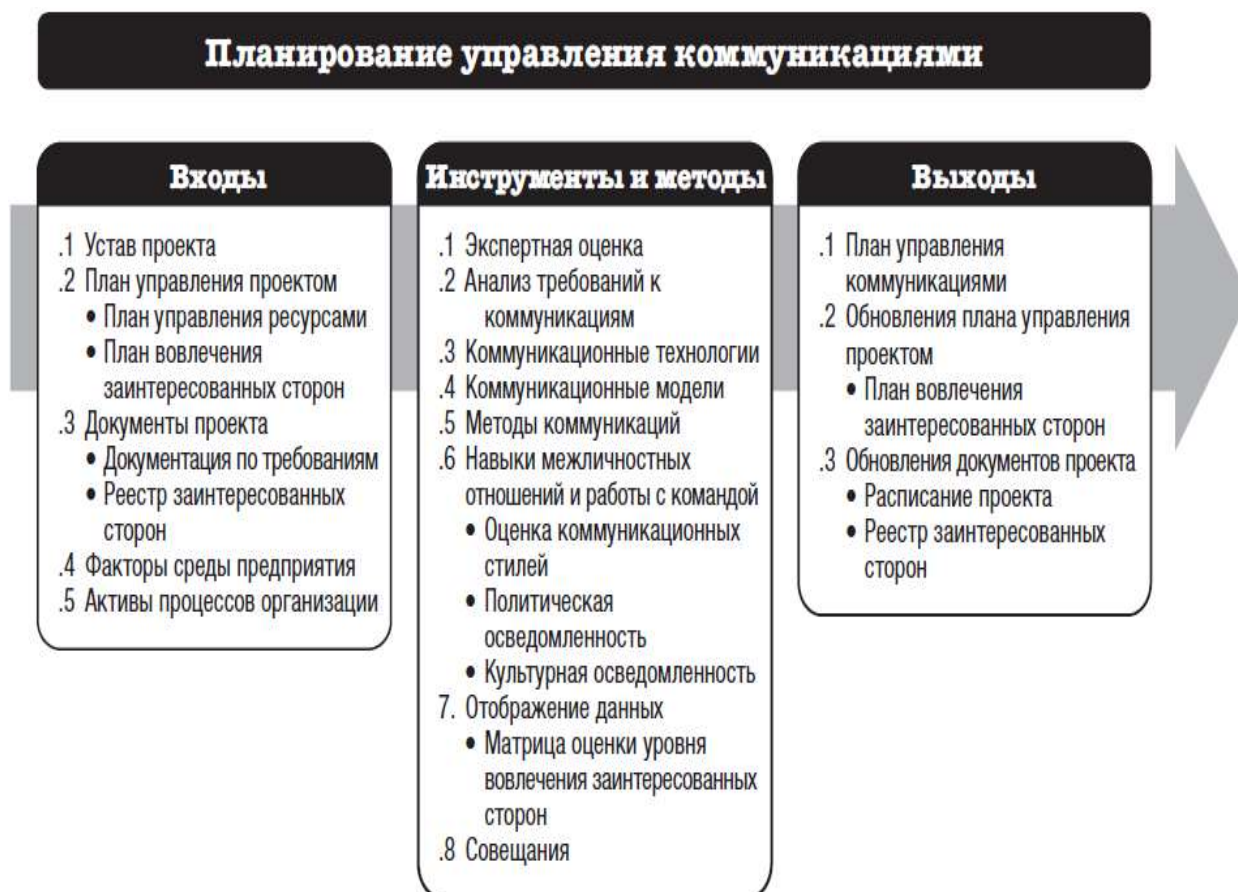 Планирование управления коммуникациями
Входы
.1 Устав проекта
.2 План управления проектом
• План управления ресурсами
• План вовлечения
заинтересованных сторон
.3 Документы проекта
• Документация по требованиям
• Реестр заинтересованных
сторон
.4 Факторы среды предприятия
.5 Активы процессов организации
Инструменты и методы
.1 Экспертная оценка
.2 Анализ требований к
коммуникациям
.3 Коммуникационные технологии
.4 Коммуникационные модели
.5 Методы коммуникаций
.6 Навыки межличностных
отношений и работы с командой
• Оценка коммуникационных
стилей
• Политическая
осведомленность
• Культурная осведомленность
7. Отображение данных
• Матрица оценки уровня
вовлечения заинтересованных
сторон
.8 Совещания
Выходы
.1 План управления
коммуникациями
.2 Обновления плана управления
проектом
• План вовлечения
заинтересованных сторон
.3 Обновления документов проекта
• Расписание проекта
• Реестр заинтересованных
сторон